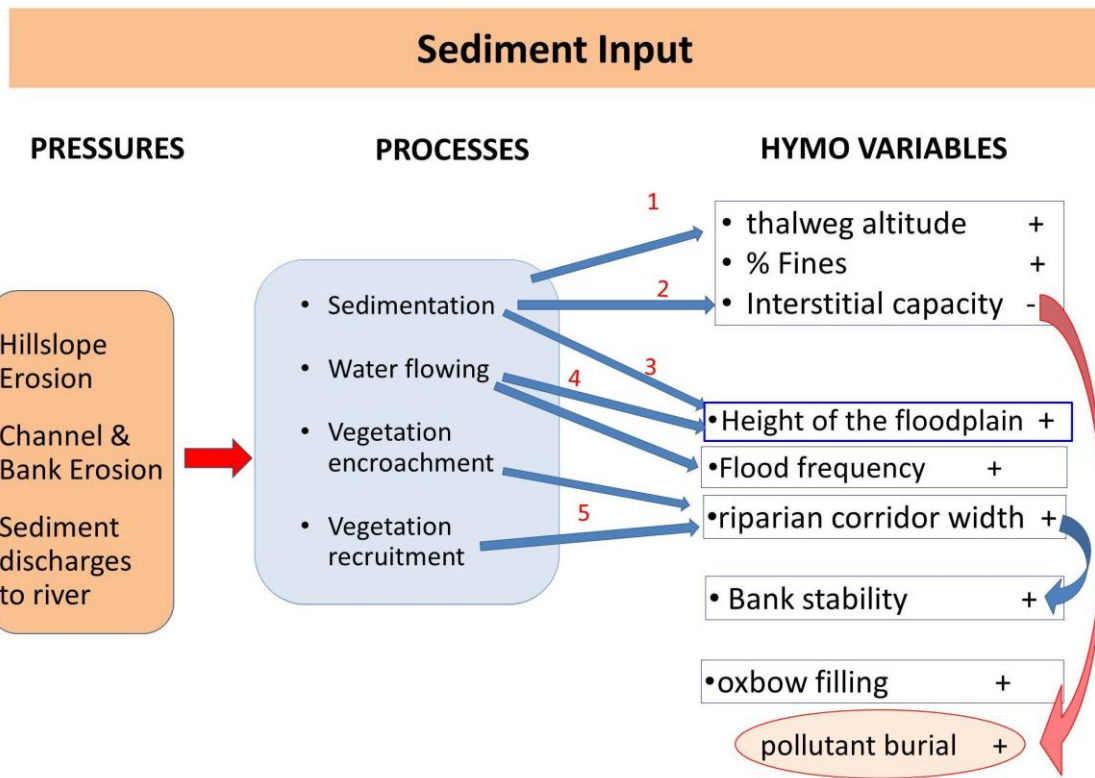 Sediment Input
PRESSURES
PROCESSES
HYMO VARIABLES
Hillslope
Erosion
Channel &
Bank Erosion
Sediment
discharges
to river
• Sedimentation
• Water flowing
• Vegetation
encroachment
• Vegetation
recruitment
1
2
3
4
5
• thalweg altitude +
• % Fines +
• Interstitial capacity -
•Height of the floodplain +
•Flood frequency +
•riparian corridor width +
• Bank stability +
•oxbow filling +
pollutant burial +